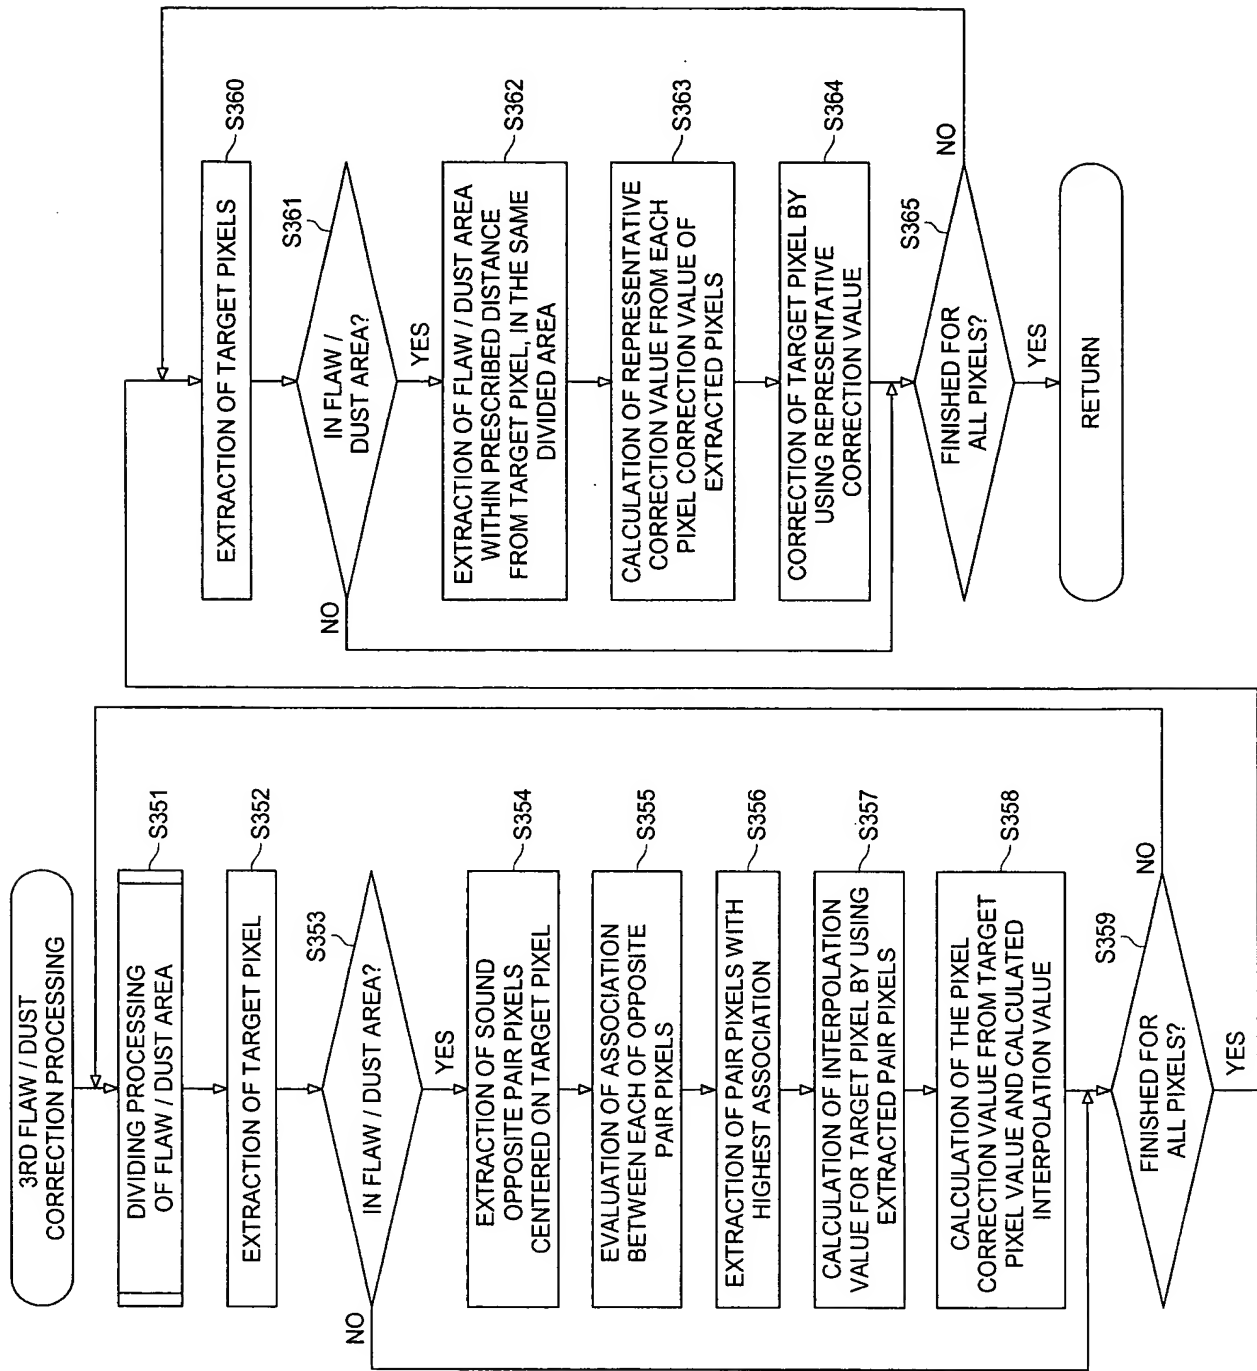 3RD FLAW / DUST
CORRECTION PROCESSING
S351
DIVIDING PROCESSING
OF FLAW / DUST AREA
S352
EXTRACTION OF TARGET PIXEL
S353
IN FLAW / DUST AREA?
NO
YES
S354
EXTRACTION OF SOUND
OPPOSITE PAIR PIXELS
CENTERED ON TARGET PIXEL
S355
EVALUATION OF ASSOCIATION
BETWEEN EACH OF OPPOSITE
PAIR PIXELS
S356
EXTRACTION OF PAIR PIXELS WITH
HIGHEST ASSOCIATION
S357
CALCULATION OF INTERPOLATION
VALUE FOR TARGET PIXEL BY USING
EXTRACTED PAIR PIXELS
S358
CALCULATION OF THE PIXEL
CORRECTION VALUE FROM TARGET
PIXEL VALUE AND CALCULATED
INTERPOLATION VALUE
S359
FINISHED FOR
ALL PIXELS?
NO
YES
S360
EXTRACTION OF TARGET PIXELS
S361
IN FLAW /
DUST AREA?
NO
YES
S362
EXTRACTION OF FLAW / DUST AREA
WITHIN PRESCRIBED DISTANCE
FROM TARGET PIXEL, IN THE SAME
DIVIDED AREA
S363
CALCULATION OF REPRESENTATIVE
CORRECTION VALUE FROM EACH
PIXEL CORRECTION VALUE OF
EXTRACTED PIXELS
S364
CORRECTION OF TARGET PIXEL BY
USING REPRESENTATIVE
CORRECTION VALUE
S365
FINISHED FOR
ALL PIXELS?
NO
YES
RETURN